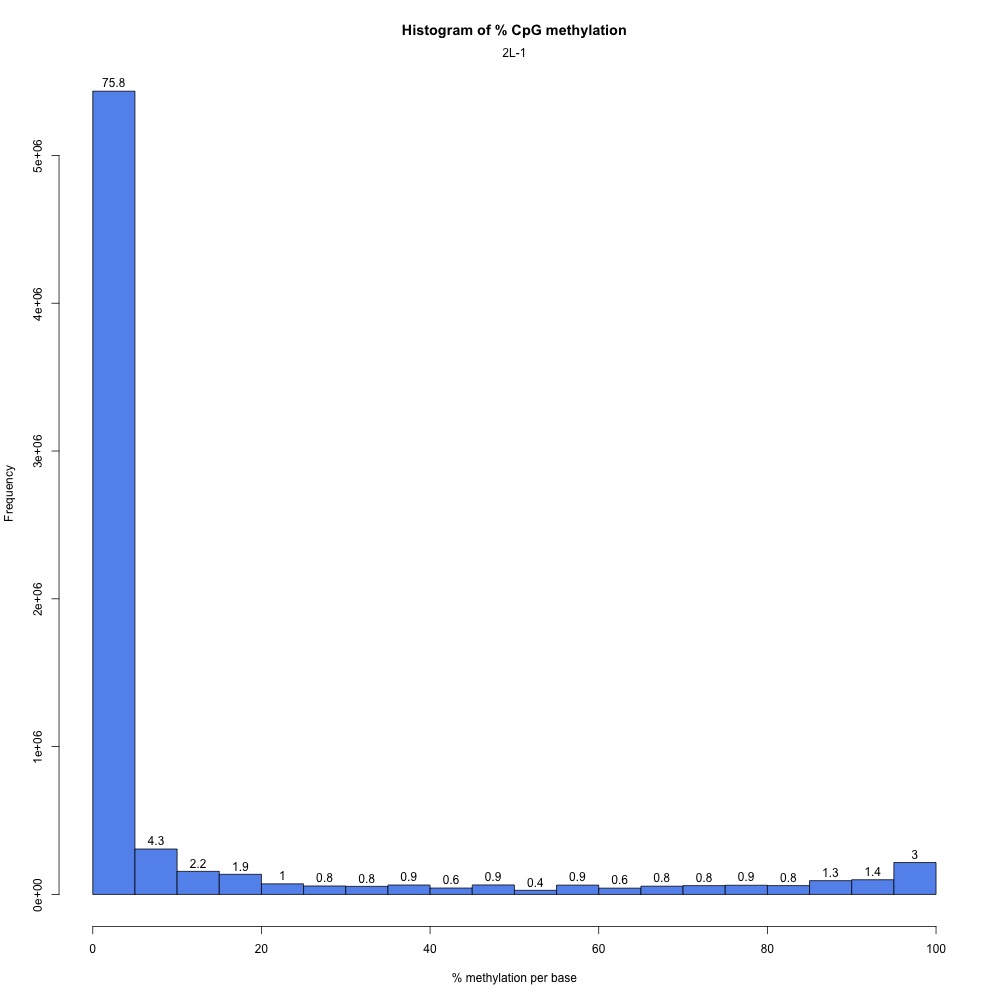 Histogram of % CpG methylation
2L-1
75.8
4.3
2.2
1.9
1
0.8
0.8
0.9
0.6
0.9
0.4
0.9
0.6
0.8
0.8
0.9
0.8
1.3
1.4
3
5e+06
4e+06
3e+06
2e+06
1e+06
0e+00
Frequency
0 20 40 60 80 100
% methylation per base